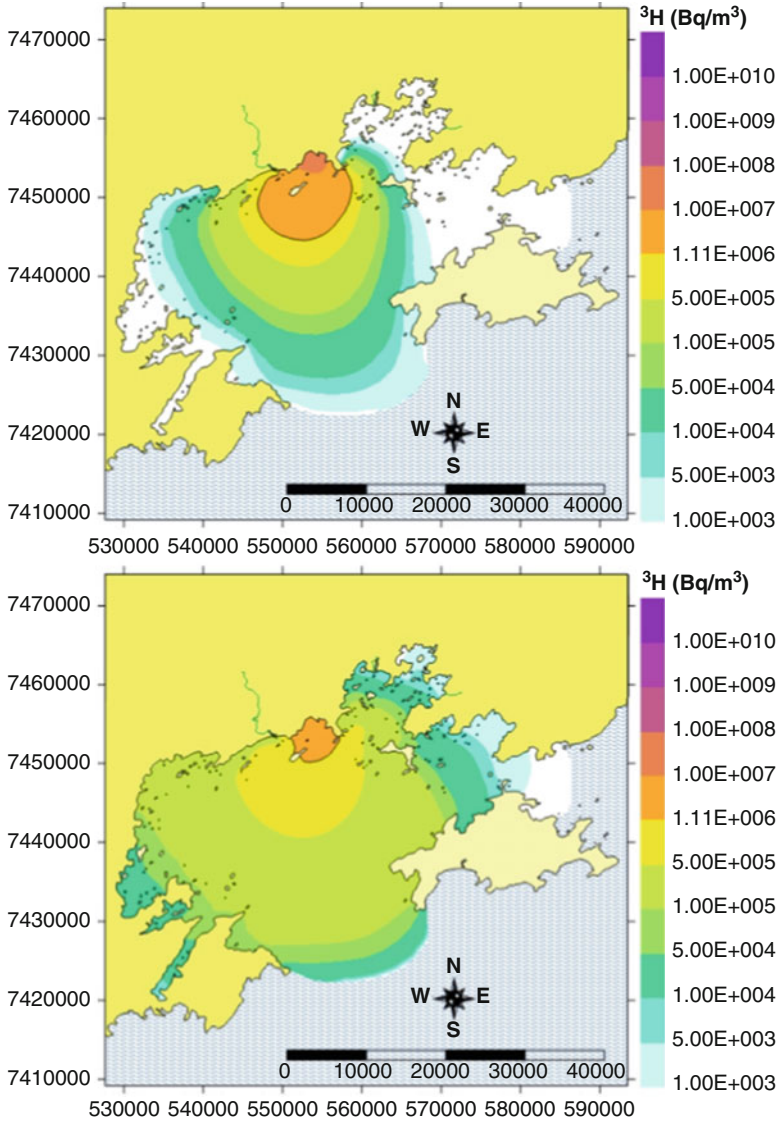 ³H (Bq/m³)
7470000
7460000
7450000
7440000
7430000
7420000
7410000
1.00E+010
1.00E+009
1.00E+008
1.00E+007
1.11E+006
5.00E+005
1.00E+005
5.00E+004
1.00E+004
5.00E+003
1.00E+003
N
W E
S
0 10000 20000 30000 40000
530000 540000 550000 560000 570000 580000 590000
³H (Bq/m³)
7470000
7460000
7450000
7440000
7430000
7420000
7410000
1.00E+010
1.00E+009
1.00E+008
1.00E+007
1.11E+006
5.00E+005
1.00E+005
5.00E+004
1.00E+004
5.00E+003
1.00E+003
N
W E
S
0 10000 20000 30000 40000
530000 540000 550000 560000 570000 580000 590000